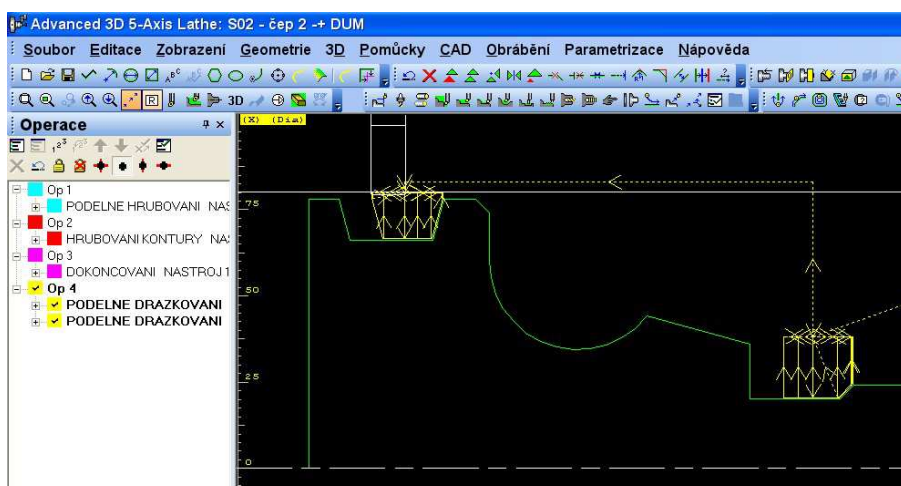 Advanced 3D 5-Axis Lathe: S02 - čep 2 -+ DUM
Soubor Editace Zobrazení Geometrie 3D Pomůcky CAD Obrábění Parametrizace Nápověda
3D
Operace
(X) (Dia)
Op 1
PODELNE HRUBOVANI NAS
Op 2
HRUBOVANI KONTURY NA
Op 3
DOKONCOVANI NASTROJ 1
Op 4
PODELNE DRAZKOVANI
PODELNE DRAZKOVANI
75
50
25
0